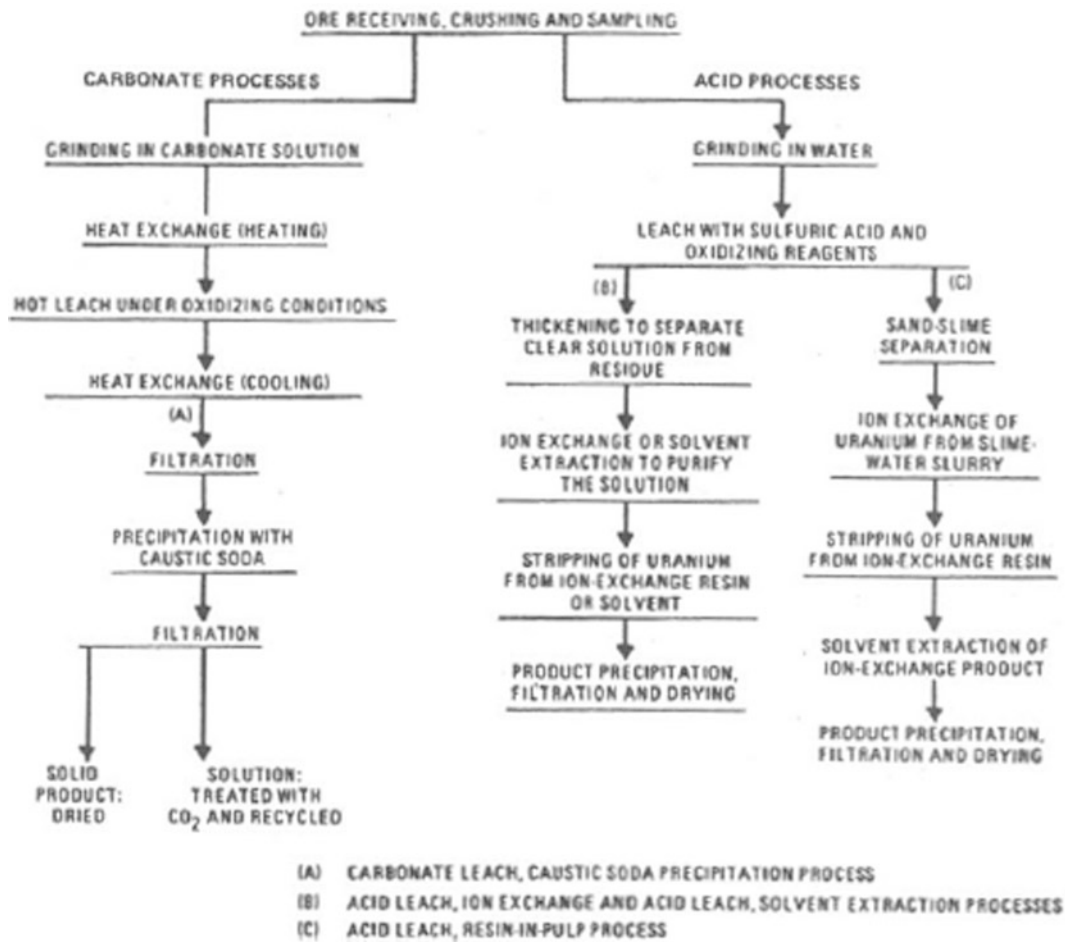 ORE RECEIVING, CRUSHING AND SAMPLING
CARBONATE PROCESSES
ACID PROCESSES
GRINDING IN CARBONATE SOLUTION
HEAT EXCHANGE (HEATING)
HOT LEACH UNDER OXIDIZING CONDITIONS
HEAT EXCHANGE (COOLING)
(A)
FILTRATION
PRECIPITATION WITH
CAUSTIC SODA
FILTRATION
SOLID
PRODUCT:
DRIED
SOLUTION:
TREATED WITH
CO2 AND RECYCLED
GRINDING IN WATER
LEACH WITH SULFURIC ACID AND
OXIDIZING REAGENTS
(B)
THICKENING TO SEPARATE
CLEAR SOLUTION FROM
RESIDUE
ION EXCHANGE OR SOLVENT
EXTRACTION TO PURIFY
THE SOLUTION
STRIPPING OF URANIUM
FROM ION-EXCHANGE RESIN
OR SOLVENT
PRODUCT PRECIPITATION,
FILTRATION AND DRYING
(C)
SAND-SLIME
SEPARATION
ION EXCHANGE OF
URANIUM FROM SLIME-
WATER SLURRY
STRIPPING OF URANIUM
FROM ION-EXCHANGE RESIN
SOLVENT EXTRACTION OF
ION-EXCHANGE PRODUCT
PRODUCT PRECIPITATION,
FILTRATION AND DRYING
(A) CARBONATE LEACH, CAUSTIC SODA PRECIPITATION PROCESS
(B) ACID LEACH, ION EXCHANGE AND ACID LEACH, SOLVENT EXTRACTION PROCESSES
(C) ACID LEACH, RESIN-IN-PULP PROCESS